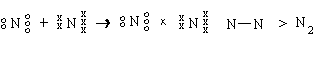 N + N → N x N N—N > N₂